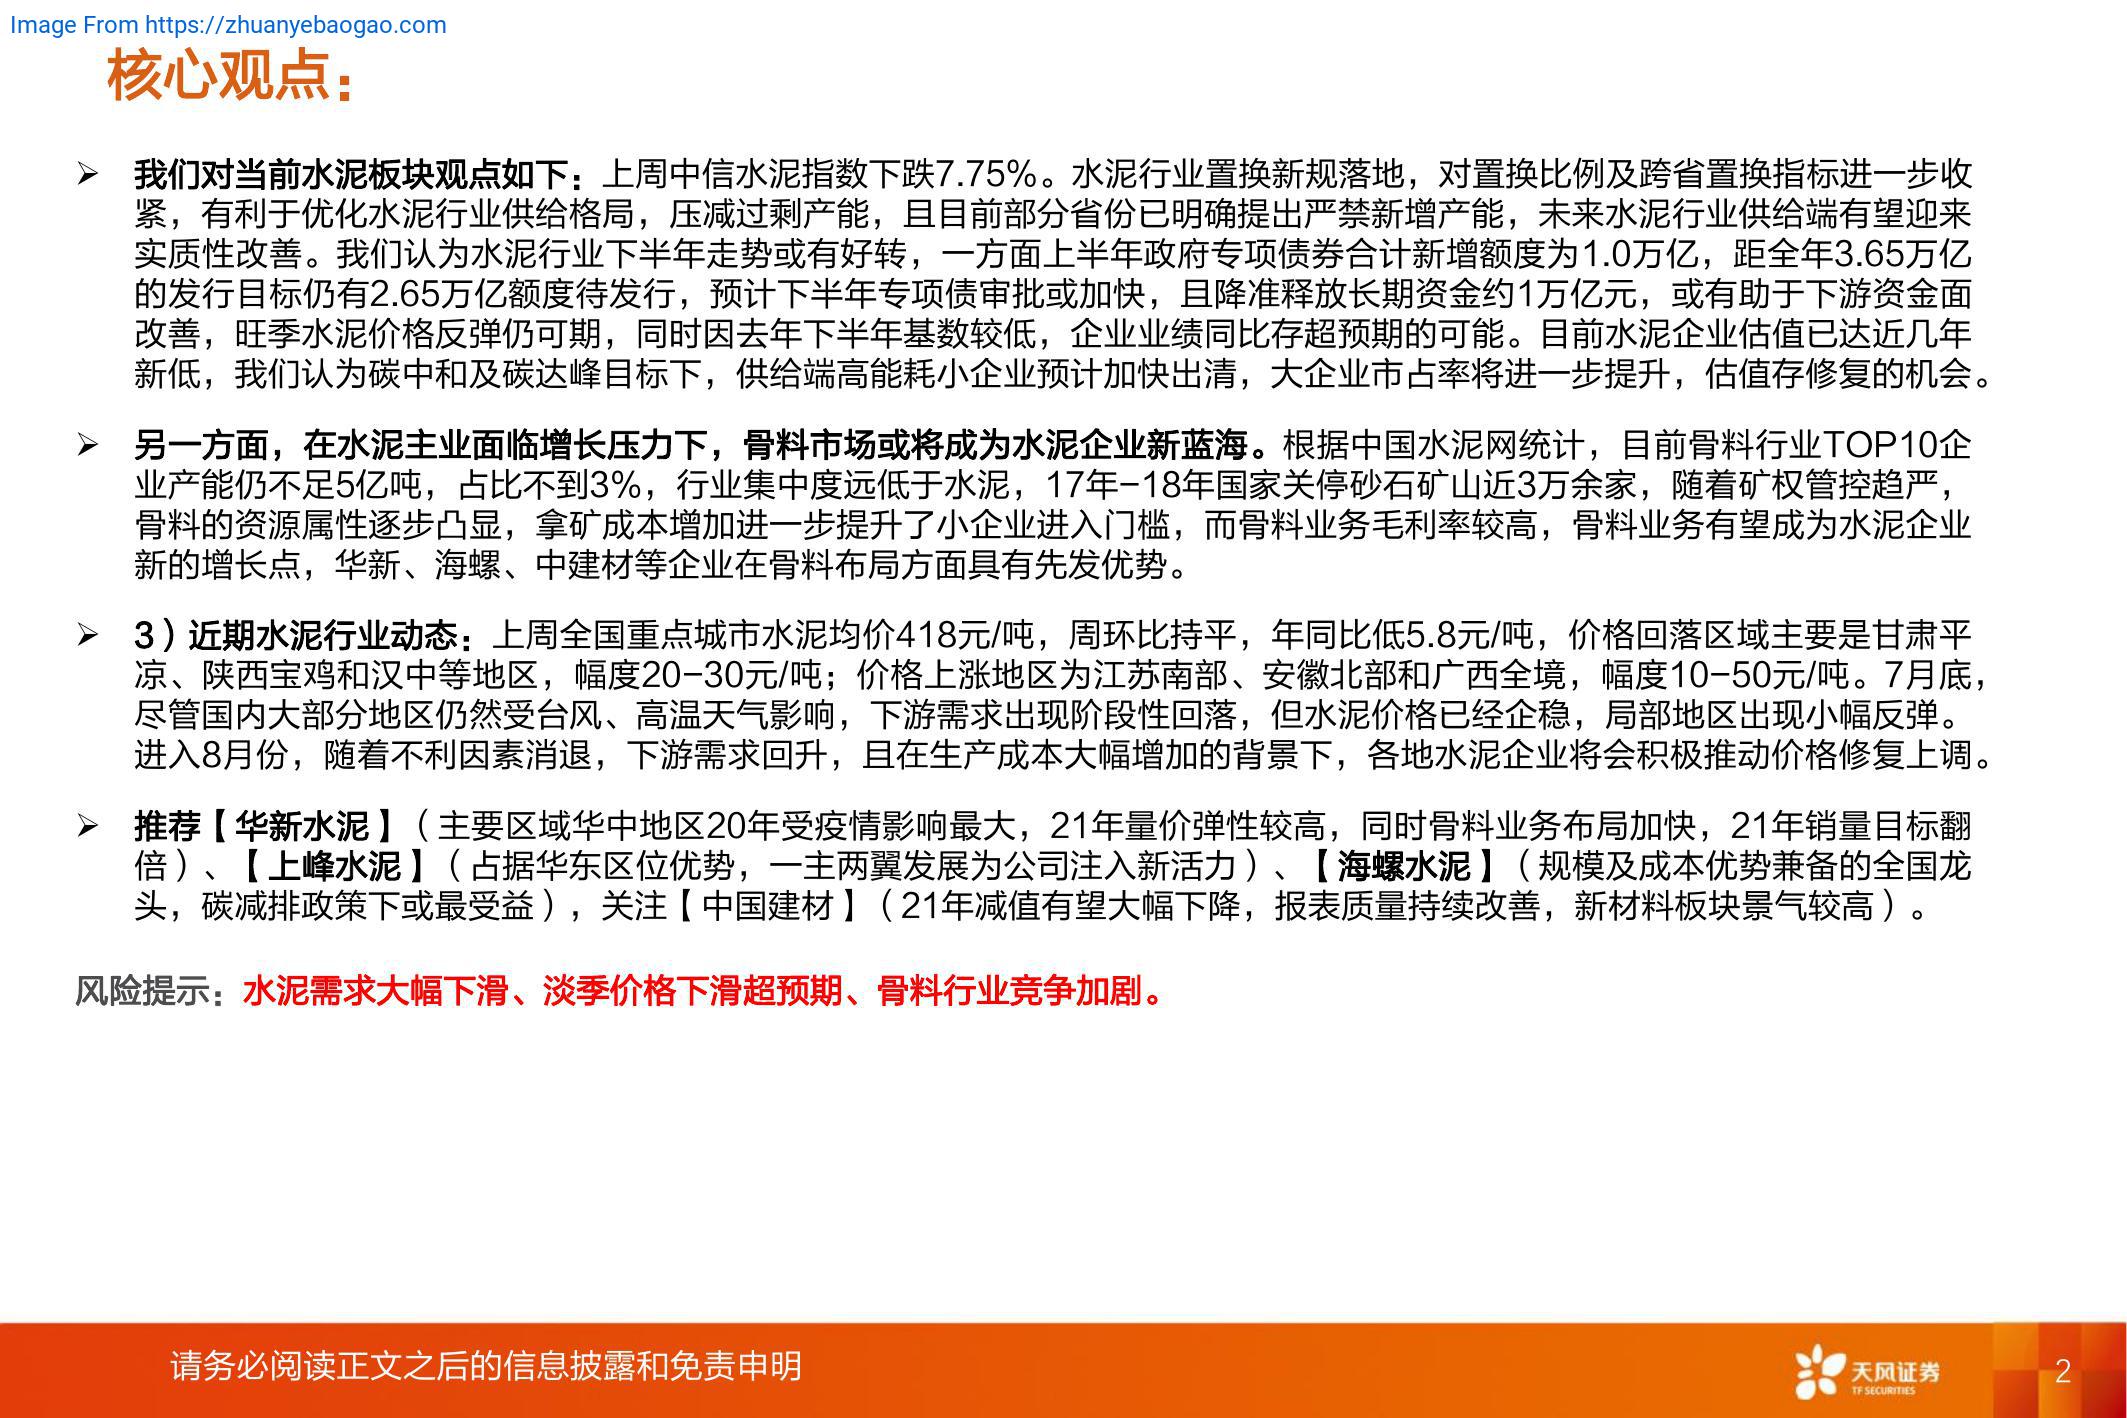 Image From https://zhuanyebaogao.com
核心观点：
➢ 我们对当前水泥板块观点如下：上周中信水泥指数下跌7.75%。水泥行业置换新规落地，对置换比例及跨省置换指标进一步收
紧，有利于优化水泥行业供给格局，压减过剩产能，且目前部分省份已明确提出严禁新增产能，未来水泥行业供给端有望迎来
实质性改善。我们认为水泥行业下半年走势或有好转，一方面上半年政府专项债券合计新增额度为1.0万亿，距全年3.65万亿
的发行目标仍有2.65万亿额度待发行，预计下半年专项债审批或加快，且降准释放长期资金约1万亿元，或有助于下游资金面
改善，旺季水泥价格反弹仍可期，同时因去年下半年基数较低，企业业绩同比存超预期的可能。目前水泥企业估值已达近几年
新低，我们认为碳中和及碳达峰目标下，供给端高能耗小企业预计加快出清，大企业市占率将进一步提升，估值存修复的机会。
➢ 另一方面，在水泥主业面临增长压力下，骨料市场或将成为水泥企业新蓝海。根据中国水泥网统计，目前骨料行业TOP10企
业产能仍不足5亿吨，占比不到3%，行业集中度远低于水泥，17年-18年国家关停砂石矿山近3万余家，随着矿权管控趋严，
骨料的资源属性逐步凸显，拿矿成本增加进一步提升了小企业进入门槛，而骨料业务毛利率较高，骨料业务有望成为水泥企业
新的增长点，华新、海螺、中建材等企业在骨料布局方面具有先发优势。
➢ 3）近期水泥行业动态：上周全国重点城市水泥均价418元/吨，周环比持平，年同比低5.8元/吨，价格回落区域主要是甘肃平
凉、陕西宝鸡和汉中等地区，幅度20-30元/吨；价格上涨地区为江苏南部、安徽北部和广西全境，幅度10-50元/吨。7月底，
尽管国内大部分地区仍然受台风、高温天气影响，下游需求出现阶段性回落，但水泥价格已经企稳，局部地区出现小幅反弹。
进入8月份，随着不利因素消退，下游需求回升，且在生产成本大幅增加的背景下，各地水泥企业将会积极推动价格修复上调。
➢ 推荐【华新水泥】（主要区域华中地区20年受疫情影响最大，21年量价弹性较高，同时骨料业务布局加快，21年销量目标翻
倍）、【上峰水泥】（占据华东区位优势，一主两翼发展为公司注入新活力）、【海螺水泥】（规模及成本优势兼备的全国龙
头，碳减排政策下或最受益），关注【中国建材】（21年减值有望大幅下降，报表质量持续改善，新材料板块景气较高）。
风险提示：水泥需求大幅下滑、淡季价格下滑超预期、骨料行业竞争加剧。
请务必阅读正文之后的信息披露和免责申明
天风证券
TF SECURITIES
2